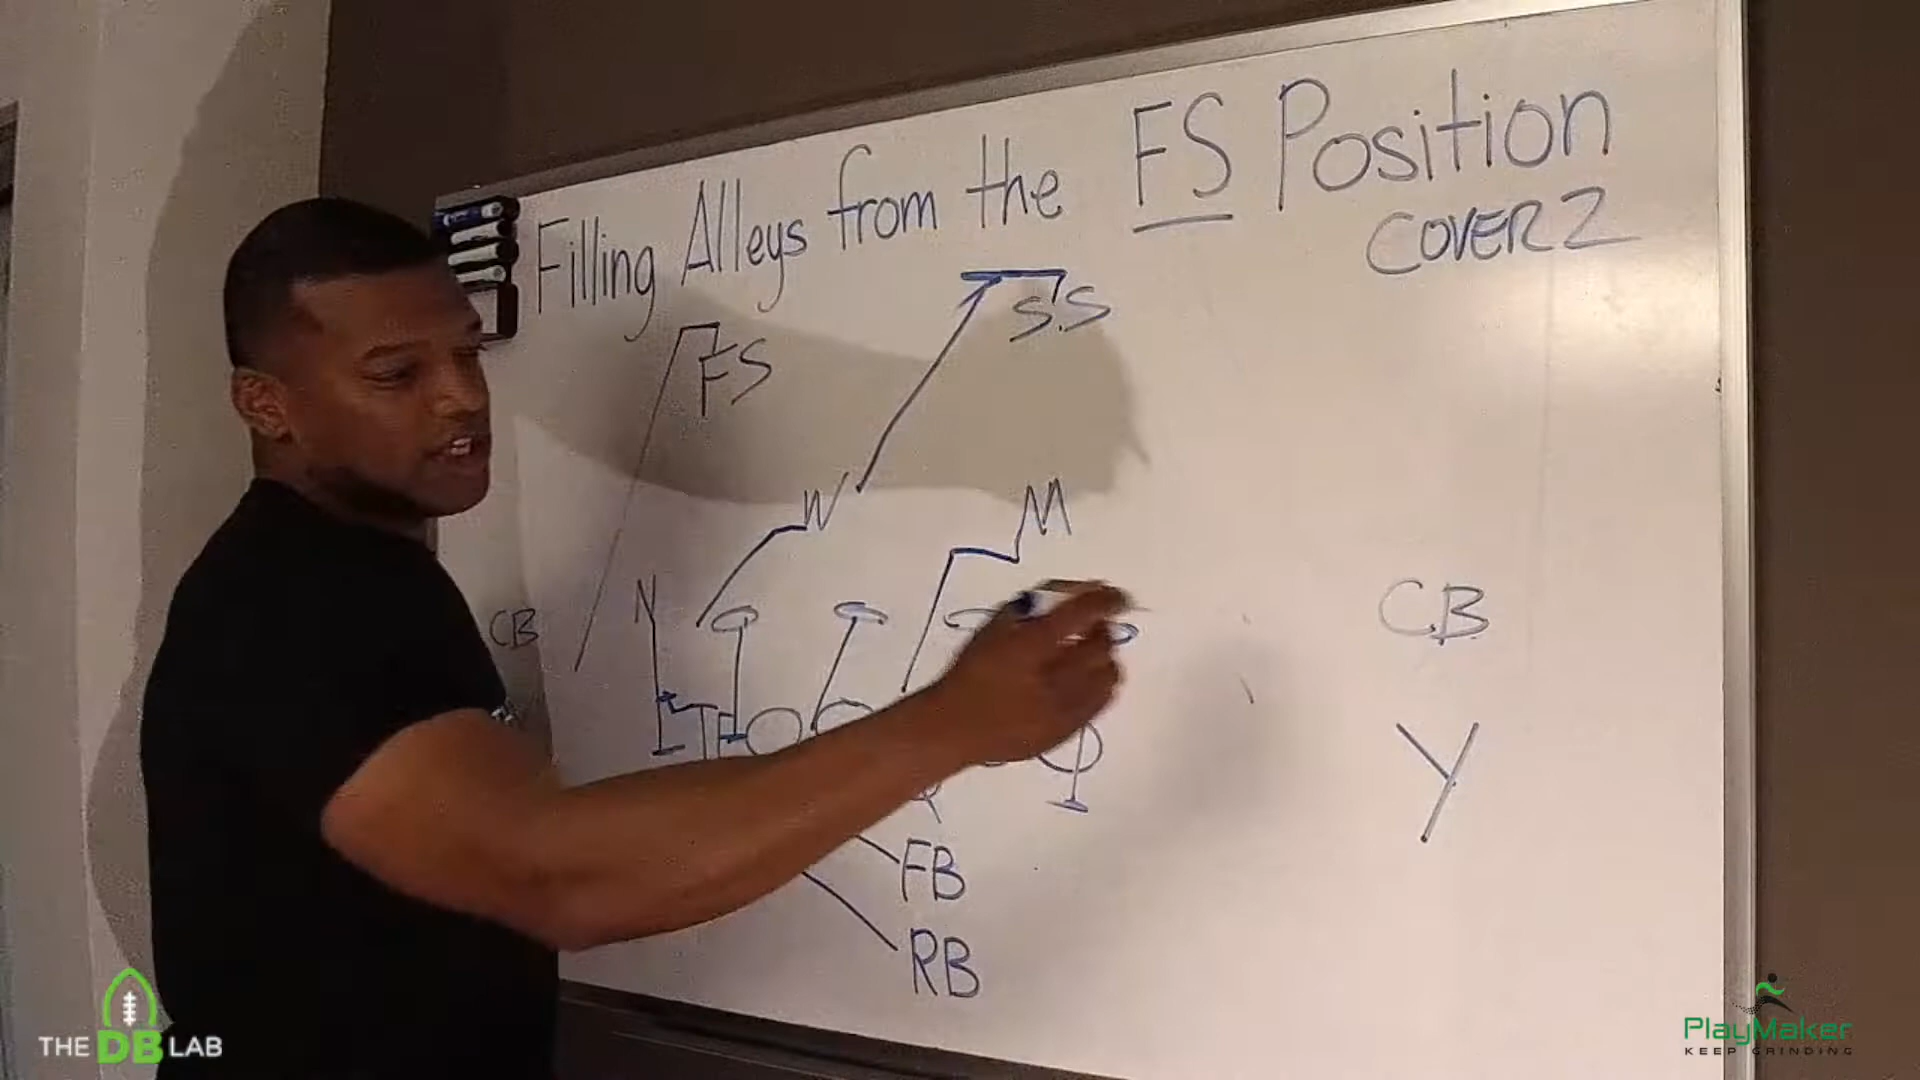 Filling Alleys from the FS Position
COVER 2
S.S
FS
W
M
N
CB
C.B
TE
Y
FB
RB
THE DB LAB
PlayMaker
KEEP GRINDING